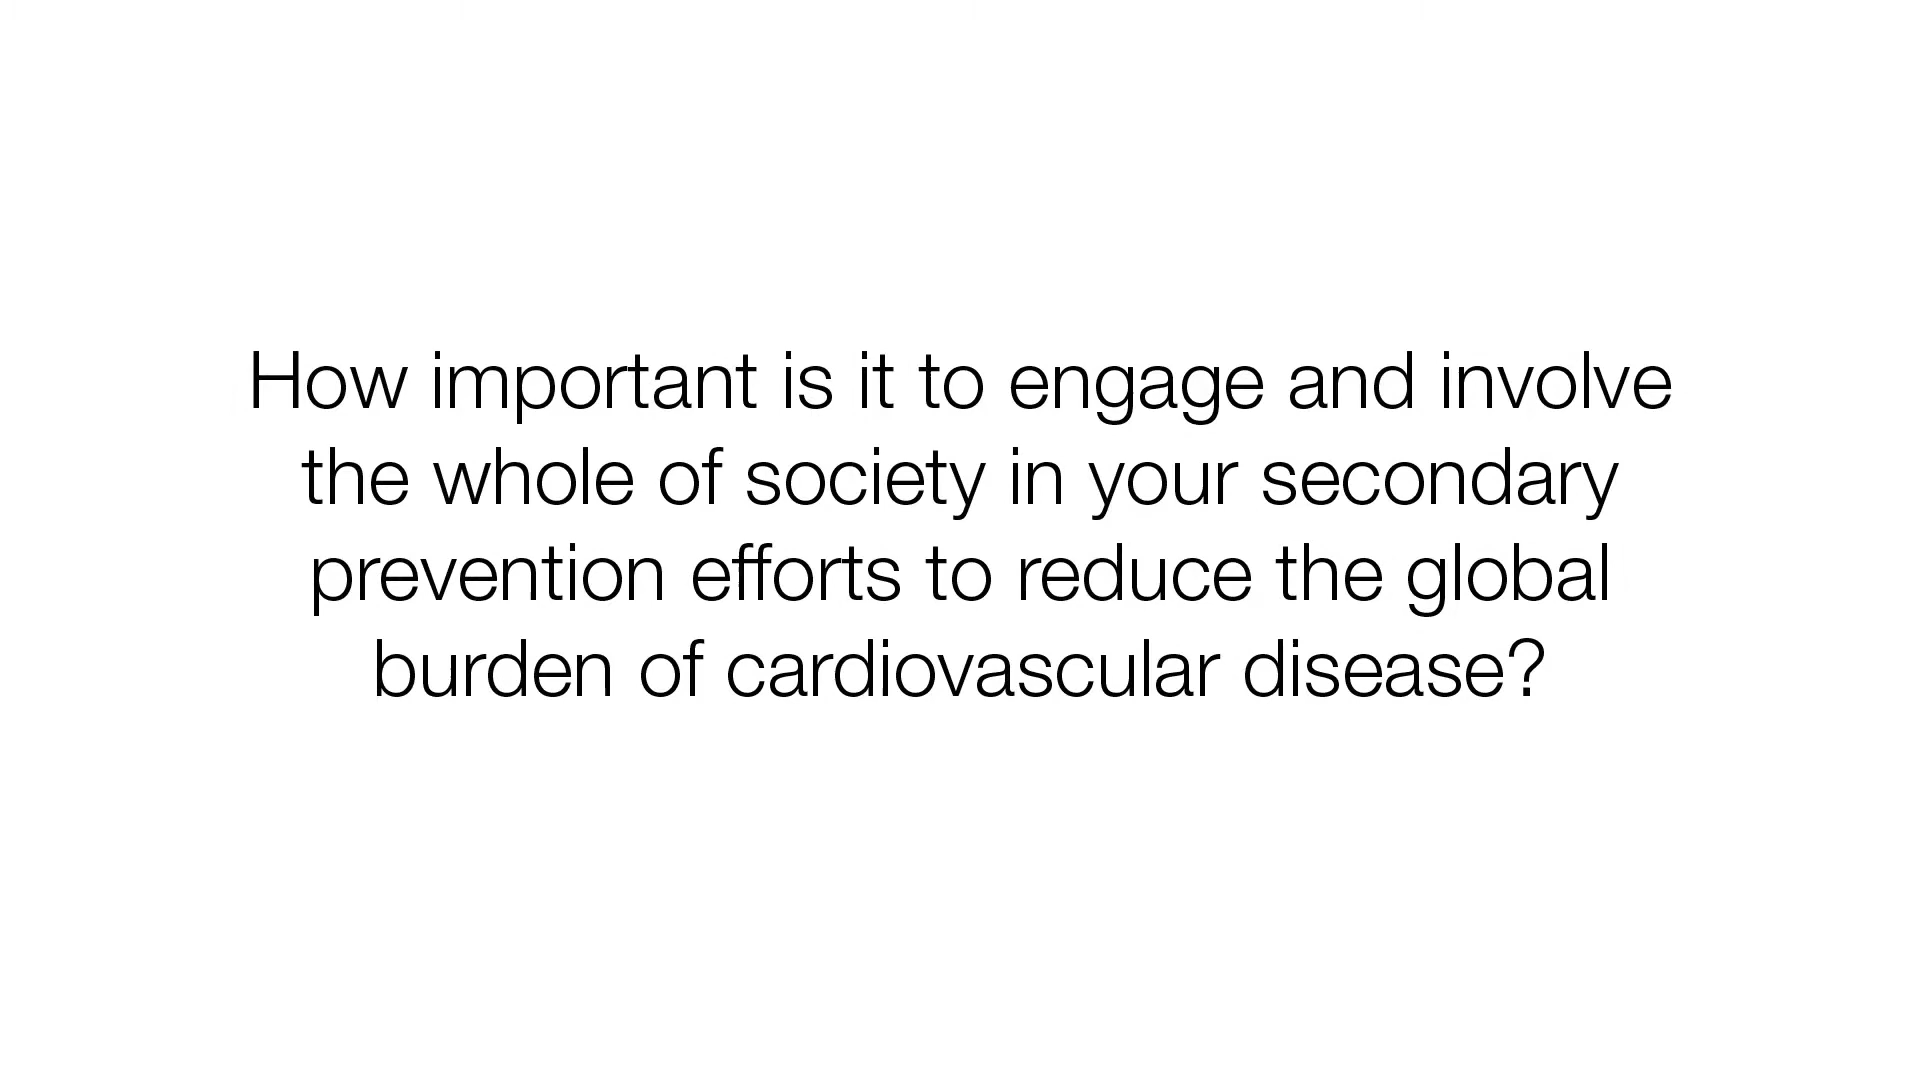 How important is it to engage and involve
the whole of society in your secondary
prevention efforts to reduce the global
burden of cardiovascular disease?